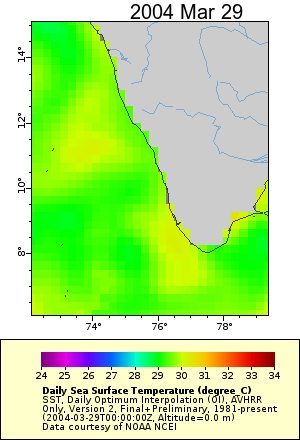 2004 Mar 29
14°
12°
10°
8°
74°
76°
78°
24 25 26 27 28 29 30 31 32 33 34
Daily Sea Surface Temperature (degree_C)
SST, Daily Optimum Interpolation (OI), AVHRR
Only, Version 2, Final+Preliminary, 1981-present
(2004-03-29T00:00:00Z, Altitude=0.0 m)
Data courtesy of NOAA NCEI